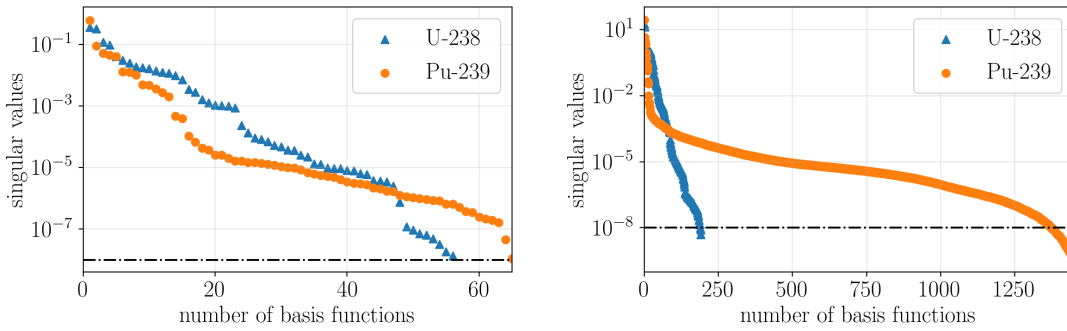 singular values
10⁻¹
10⁻³
10⁻⁵
10⁻⁷
U-238
Pu-239
0 20 40 60
number of basis functions
singular values
10¹
10⁻²
10⁻⁵
10⁻⁸
U-238
Pu-239
0 250 500 750 1000 1250
number of basis functions